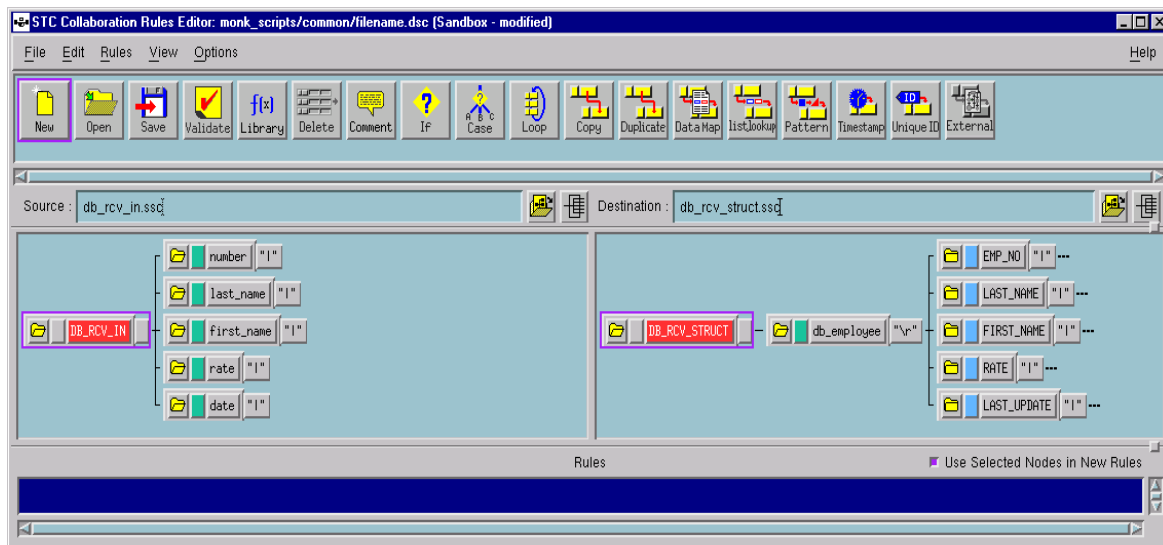 STC Collaboration Rules Editor: monk_scripts/common/filename.dsc (Sandbox - modified)
File Edit Rules View Options Help
New Open Save Validate Library Delete Comment If Case Loop Copy Duplicate Data Map list lookup Pattern Timestamp Unique ID External
f(x) ? ? A B C ID
Source : db_rcv_in.ssc Destination : db_rcv_struct.ssc
number "|" EMP_NO "|"
last_name "|" LAST_NAME "|"
DB_RCV_IN first_name "|" DB_RCV_STRUCT db_employee "\r" FIRST_NAME "|"
rate "|" RATE "|"
date "|" LAST_UPDATE "|"
Rules Use Selected Nodes in New Rules